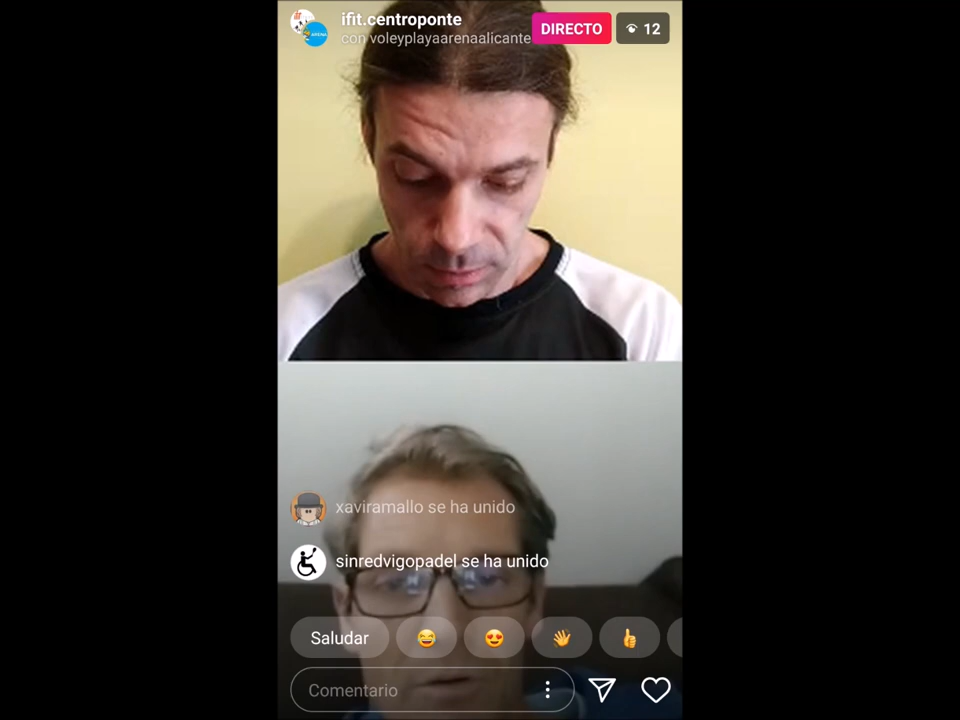 ifit.centroponte
con voleyplayaarenaalicante
DIRECTO
12
xaviramallo se ha unido
sinredvigopadel se ha unido
Saludar
Comentario